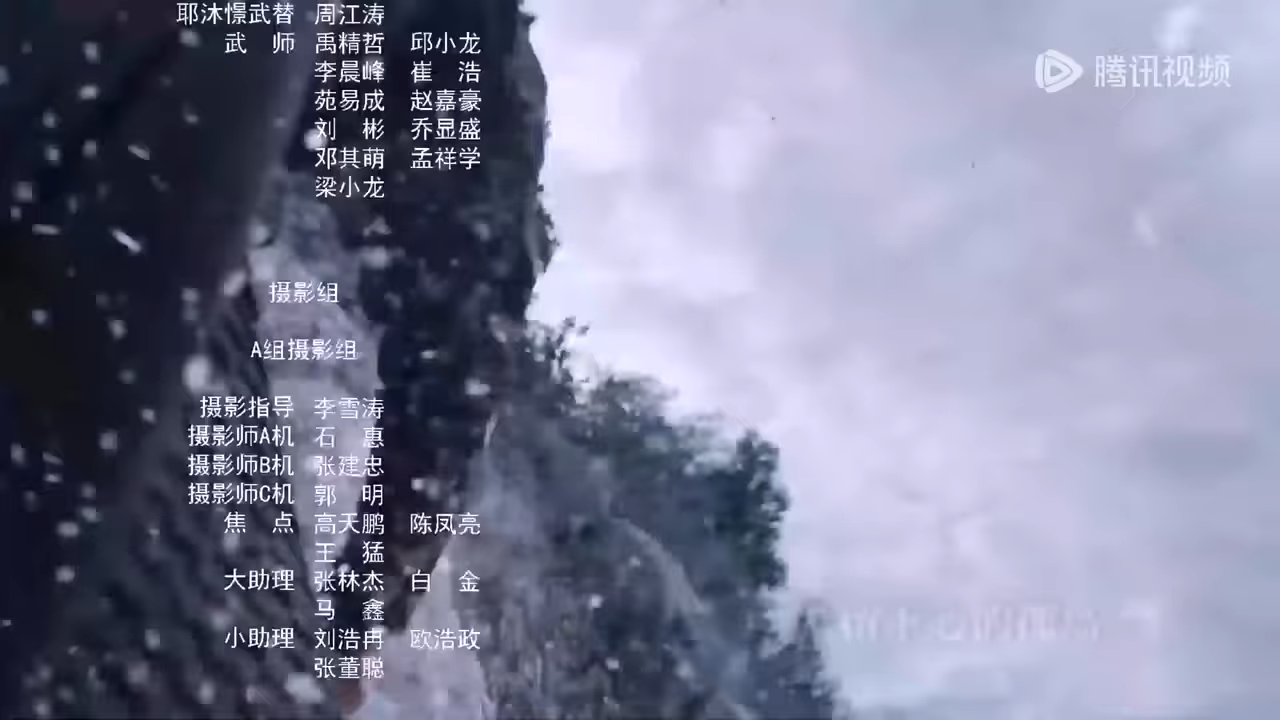 耶沐憬武替 周江涛
武 师 禹精哲 邱小龙
李晨峰 崔 浩
苑易成 赵嘉豪
刘 彬 乔显盛
邓其萌 孟祥学
梁小龙
腾讯视频
摄影组
A组摄影组
摄影指导 李雪涛
摄影师A机 石 惠
摄影师B机 张建忠
摄影师C机 郭 明
焦 点 高天鹏 陈凤亮
王 猛
大助理 张林杰 白 金
马 鑫
小助理 刘浩冉 欧浩政
张董聪